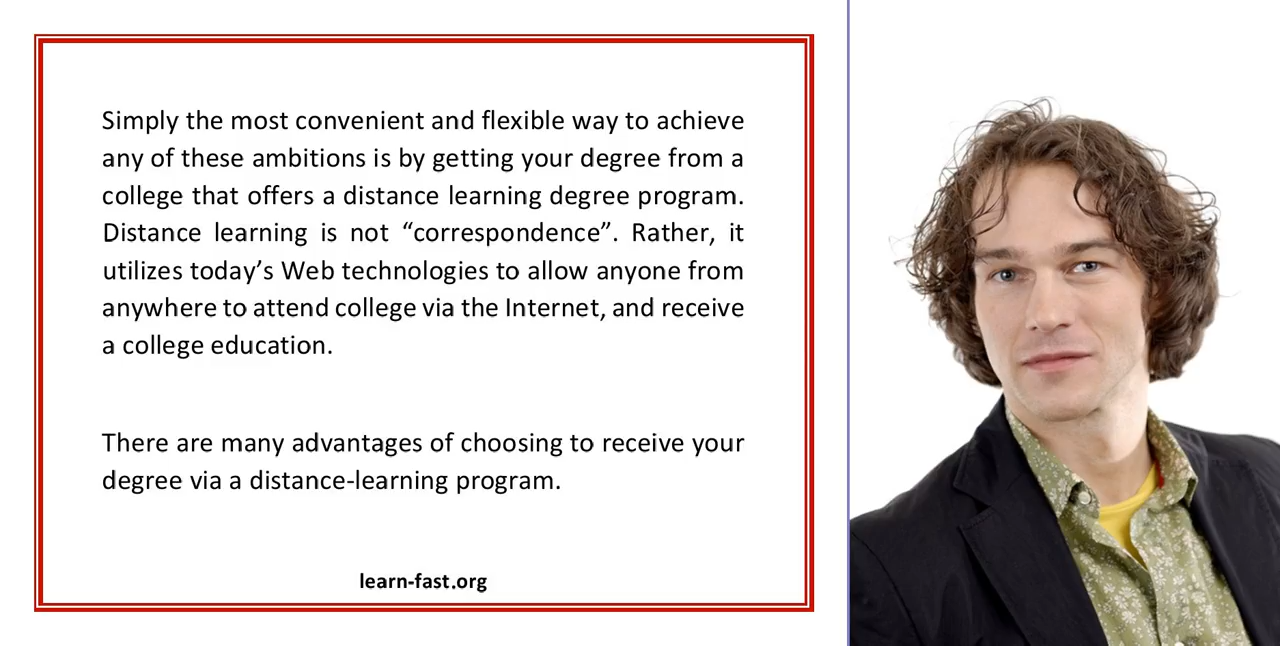 Simply the most convenient and flexible way to achieve
any of these ambitions is by getting your degree from a
college that offers a distance learning degree program.
Distance learning is not “correspondence”. Rather, it
utilizes today’s Web technologies to allow anyone from
anywhere to attend college via the Internet, and receive
a college education.
There are many advantages of choosing to receive your
degree via a distance-learning program.
learn-fast.org